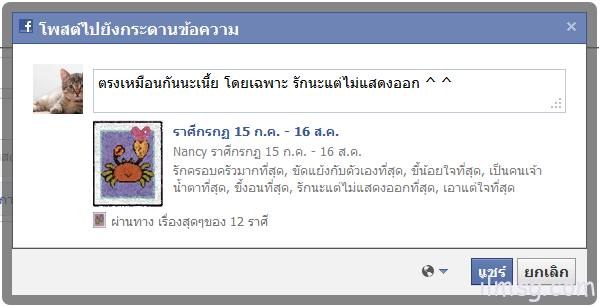 โพสต์ไปยังกระดานข้อความ
ตรงเหมือนกันนะเนี้ย โดยเฉพาะ รักนะแต่ไม่แสดงออก ^ ^
ราศีกรกฎ 15 ก.ค. - 16 ส.ค.
Nancy ราศีกรกฎ 15 ก.ค. - 16 ส.ค.
รักครอบครัวมากที่สุด, ขัดแย้งกับตัวเองที่สุด, ขี้น้อยใจที่สุด, เป็นคนเจ้า
น้ำตาที่สุด, ขี้งอนที่สุด, รักนะแต่ไม่แสดงออกที่สุด, เอาแต่ใจที่สุด
ผ่านทาง เรื่องสุดๆของ 12 ราศี
แชร์ ยกเลิก
ifmsg.com